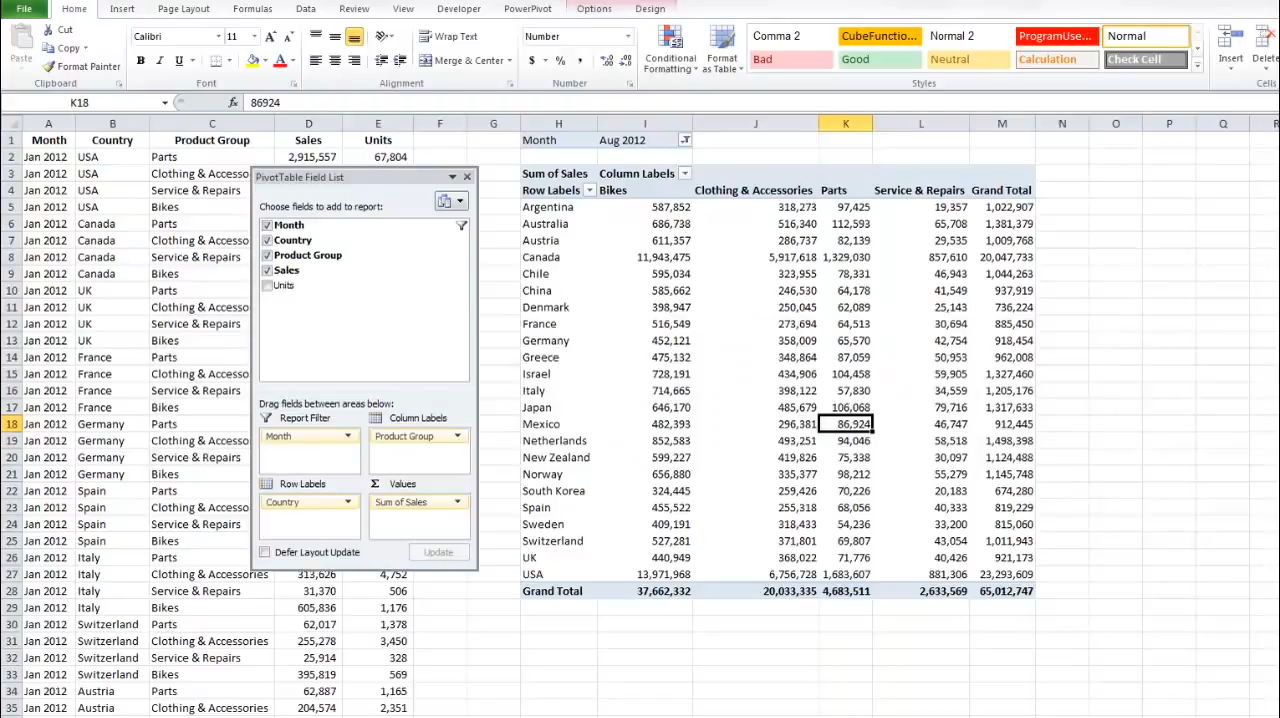 File Home Insert Page Layout Formulas Data Review View Developer PowerPivot Options Design
Cut
Copy
Paste
Format Painter
Calibri 11
B I U
A A
Wrap Text
Merge & Center
Number
$ % ,
Conditional Formatting
Format as Table
Comma 2 CubeFunctio... Normal 2 ProgramUse... Normal
Bad Good Neutral Calculation Check Cell
Insert Delete
Clipboard Font Alignment Number Styles Cells
K18 fx 86924
A B C D E F G H I J K L M N O P Q R
1 Month Country Product Group Sales Units Month Aug 2012
2 Jan 2012 USA Parts 2,915,557 67,804
3 Jan 2012 USA Clothing & Accesso Sum of Sales Column Labels
4 Jan 2012 USA Service & Repairs Row Labels Bikes Clothing & Accessories Parts Service & Repairs Grand Total
5 Jan 2012 USA Bikes Argentina 587,852 318,273 97,425 19,357 1,022,907
6 Jan 2012 Canada Parts Australia 686,738 516,340 112,593 65,708 1,381,379
7 Jan 2012 Canada Clothing & Accesso Austria 611,357 286,737 82,139 29,535 1,009,768
8 Jan 2012 Canada Service & Repairs Canada 11,943,475 5,917,618 1,329,030 857,610 20,047,733
9 Jan 2012 Canada Bikes Chile 595,034 323,955 78,331 46,943 1,044,263
10 Jan 2012 UK Parts China 585,662 246,530 64,178 41,549 937,919
11 Jan 2012 UK Clothing & Accesso Denmark 398,947 250,045 62,089 25,143 736,224
12 Jan 2012 UK Service & Repairs France 516,549 273,694 64,513 30,694 885,450
13 Jan 2012 UK Bikes Germany 452,121 358,009 65,570 42,754 918,454
14 Jan 2012 France Parts Greece 475,132 348,864 87,059 50,953 962,008
15 Jan 2012 France Clothing & Accesso Israel 728,191 434,906 104,458 59,905 1,327,460
16 Jan 2012 France Service & Repairs Italy 714,665 398,122 57,830 34,559 1,205,176
17 Jan 2012 France Bikes Japan 646,170 485,679 106,068 79,716 1,317,633
18 Jan 2012 Germany Parts Mexico 482,393 296,381 86,924 46,747 912,445
19 Jan 2012 Germany Clothing & Accesso Netherlands 852,583 493,251 94,046 58,518 1,498,398
20 Jan 2012 Germany Service & Repairs New Zealand 599,227 419,826 75,338 30,097 1,124,488
21 Jan 2012 Germany Bikes Norway 656,880 335,377 98,212 55,279 1,145,748
22 Jan 2012 Spain Parts South Korea 324,445 259,426 70,226 20,183 674,280
23 Jan 2012 Spain Clothing & Accesso Spain 455,522 255,318 68,056 40,333 819,229
24 Jan 2012 Spain Service & Repairs Sweden 409,191 318,433 54,236 33,200 815,060
25 Jan 2012 Spain Bikes Switzerland 527,281 371,801 69,807 43,054 1,011,943
26 Jan 2012 Italy Parts UK 440,949 368,022 71,776 40,426 921,173
27 Jan 2012 Italy Clothing & Accessories 313,626 4,752 USA 13,971,968 6,756,728 1,683,607 881,306 23,293,609
28 Jan 2012 Italy Service & Repairs 31,370 506 Grand Total 37,662,332 20,033,335 4,683,511 2,633,569 65,012,747
29 Jan 2012 Italy Bikes 605,836 1,176
30 Jan 2012 Switzerland Parts 62,017 1,378
31 Jan 2012 Switzerland Clothing & Accessories 255,278 3,450
32 Jan 2012 Switzerland Service & Repairs 25,914 328
33 Jan 2012 Switzerland Bikes 395,819 569
34 Jan 2012 Austria Parts 62,887 1,165
35 Jan 2012 Austria Clothing & Accessories 204,574 2,351
PivotTable Field List
Choose fields to add to report:
Month
Country
Product Group
Sales
Units
Drag fields between areas below:
Report Filter Column Labels
Month Product Group
Row Labels Σ Values
Country Sum of Sales
Defer Layout Update Update